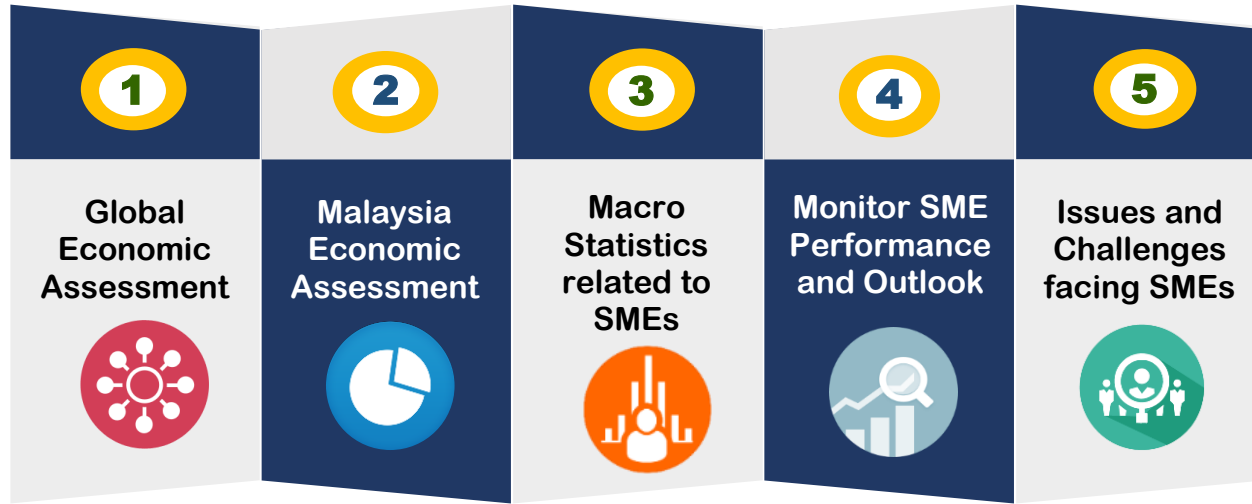 1
Global
Economic
Assessment
2
Malaysia
Economic
Assessment
3
Macro
Statistics
related to
SMEs
4
Monitor SME
Performance
and Outlook
5
Issues and
Challenges
facing SMEs